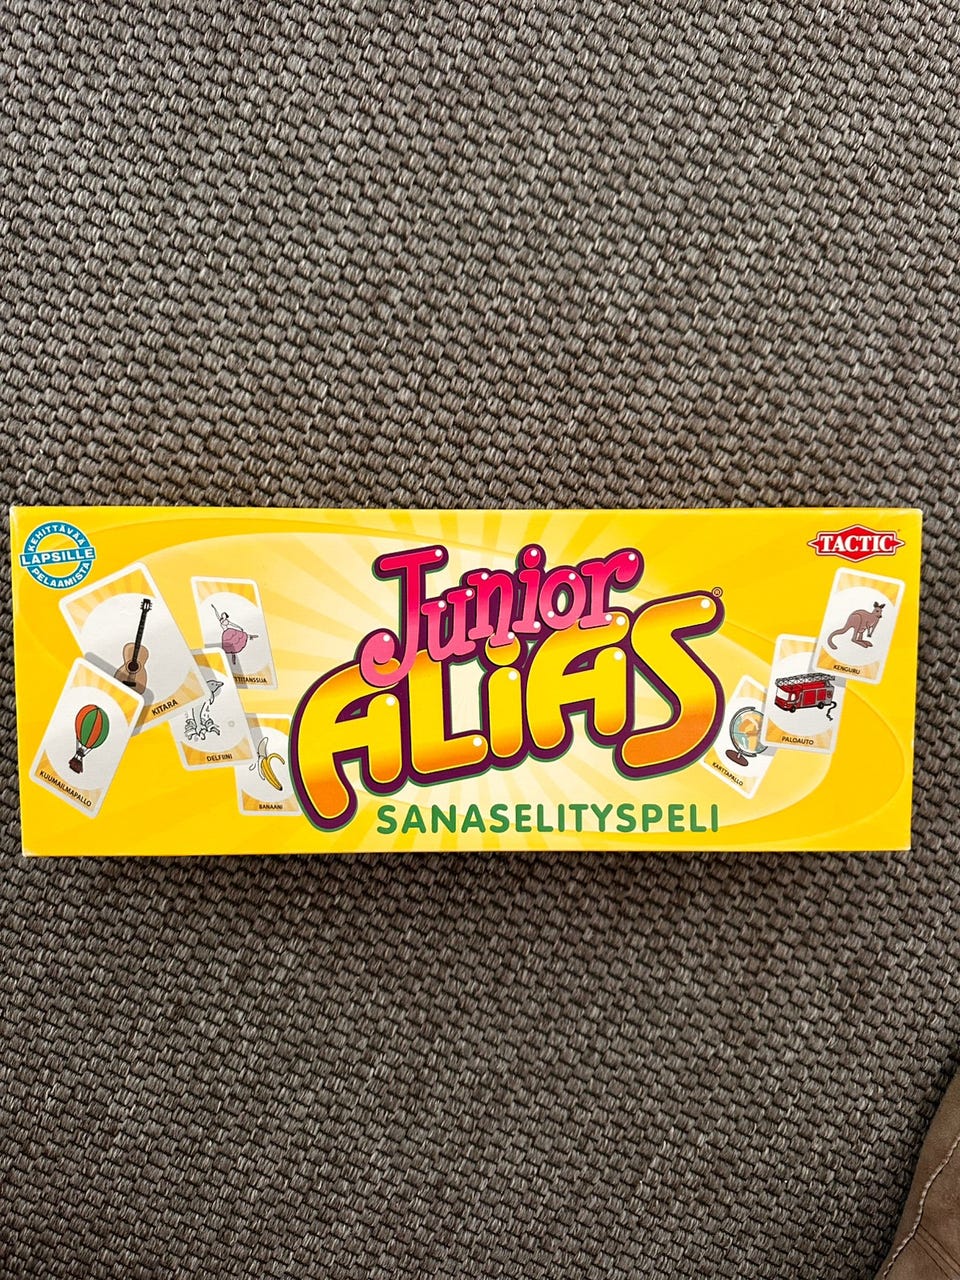 KEHITTÄVÄÄ
LAPSILLE
PELAAMISTA
TACTIC
Junior
ALiAS®
SANASELITYSPELI
KUUMAILMAPALLO
KITARA
DELFIINI
BANAANI
KARTTAPALLO
PALOAUTO
KENGURU